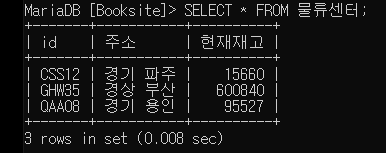 MariaDB [Booksite]> SELECT * FROM 물류센터;
+-------+-----------+----------+
| id | 주소 | 현재재고 |
+-------+-----------+----------+
| CSS12 | 경기 파주 | 15660 |
| GHW35 | 경상 부산 | 600840 |
| QAA08 | 경기 용인 | 95527 |
+-------+-----------+----------+
3 rows in set (0.008 sec)